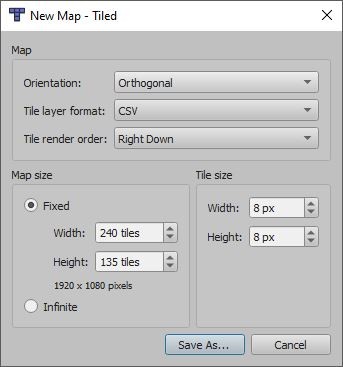 New Map - Tiled
Map
Orientation: Orthogonal
Tile layer format: CSV
Tile render order: Right Down
Map size
Fixed
Width: 240 tiles
Height: 135 tiles
1920 x 1080 pixels
Infinite
Tile size
Width: 8 px
Height: 8 px
Save As...
Cancel